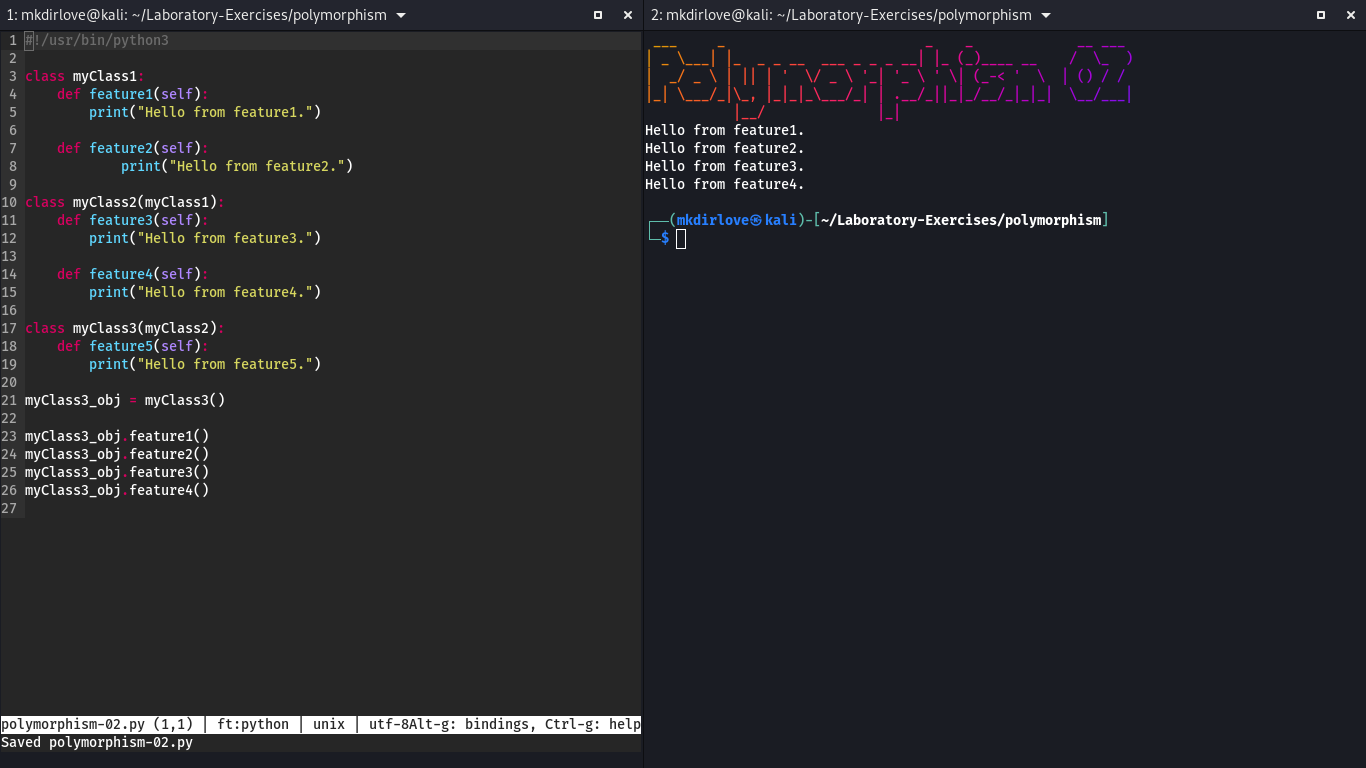 1: mkdirlove@kali: ~/Laboratory-Exercises/polymorphism
1 #!/usr/bin/python3
2
3 class myClass1:
4     def feature1(self):
5         print("Hello from feature1.")
6
7     def feature2(self):
8             print("Hello from feature2.")
9
10 class myClass2(myClass1):
11     def feature3(self):
12         print("Hello from feature3.")
13
14     def feature4(self):
15         print("Hello from feature4.")
16
17 class myClass3(myClass2):
18     def feature5(self):
19         print("Hello from feature5.")
20
21 myClass3_obj = myClass3()
22
23 myClass3_obj.feature1()
24 myClass3_obj.feature2()
25 myClass3_obj.feature3()
26 myClass3_obj.feature4()
27
polymorphism-02.py (1,1) | ft:python | unix | utf-8Alt-g: bindings, Ctrl-g: help
Saved polymorphism-02.py
2: mkdirlove@kali: ~/Laboratory-Exercises/polymorphism
Polymorphism 02
Hello from feature1.
Hello from feature2.
Hello from feature3.
Hello from feature4.
┌──(mkdirlove㉿kali)-[~/Laboratory-Exercises/polymorphism]
└─$